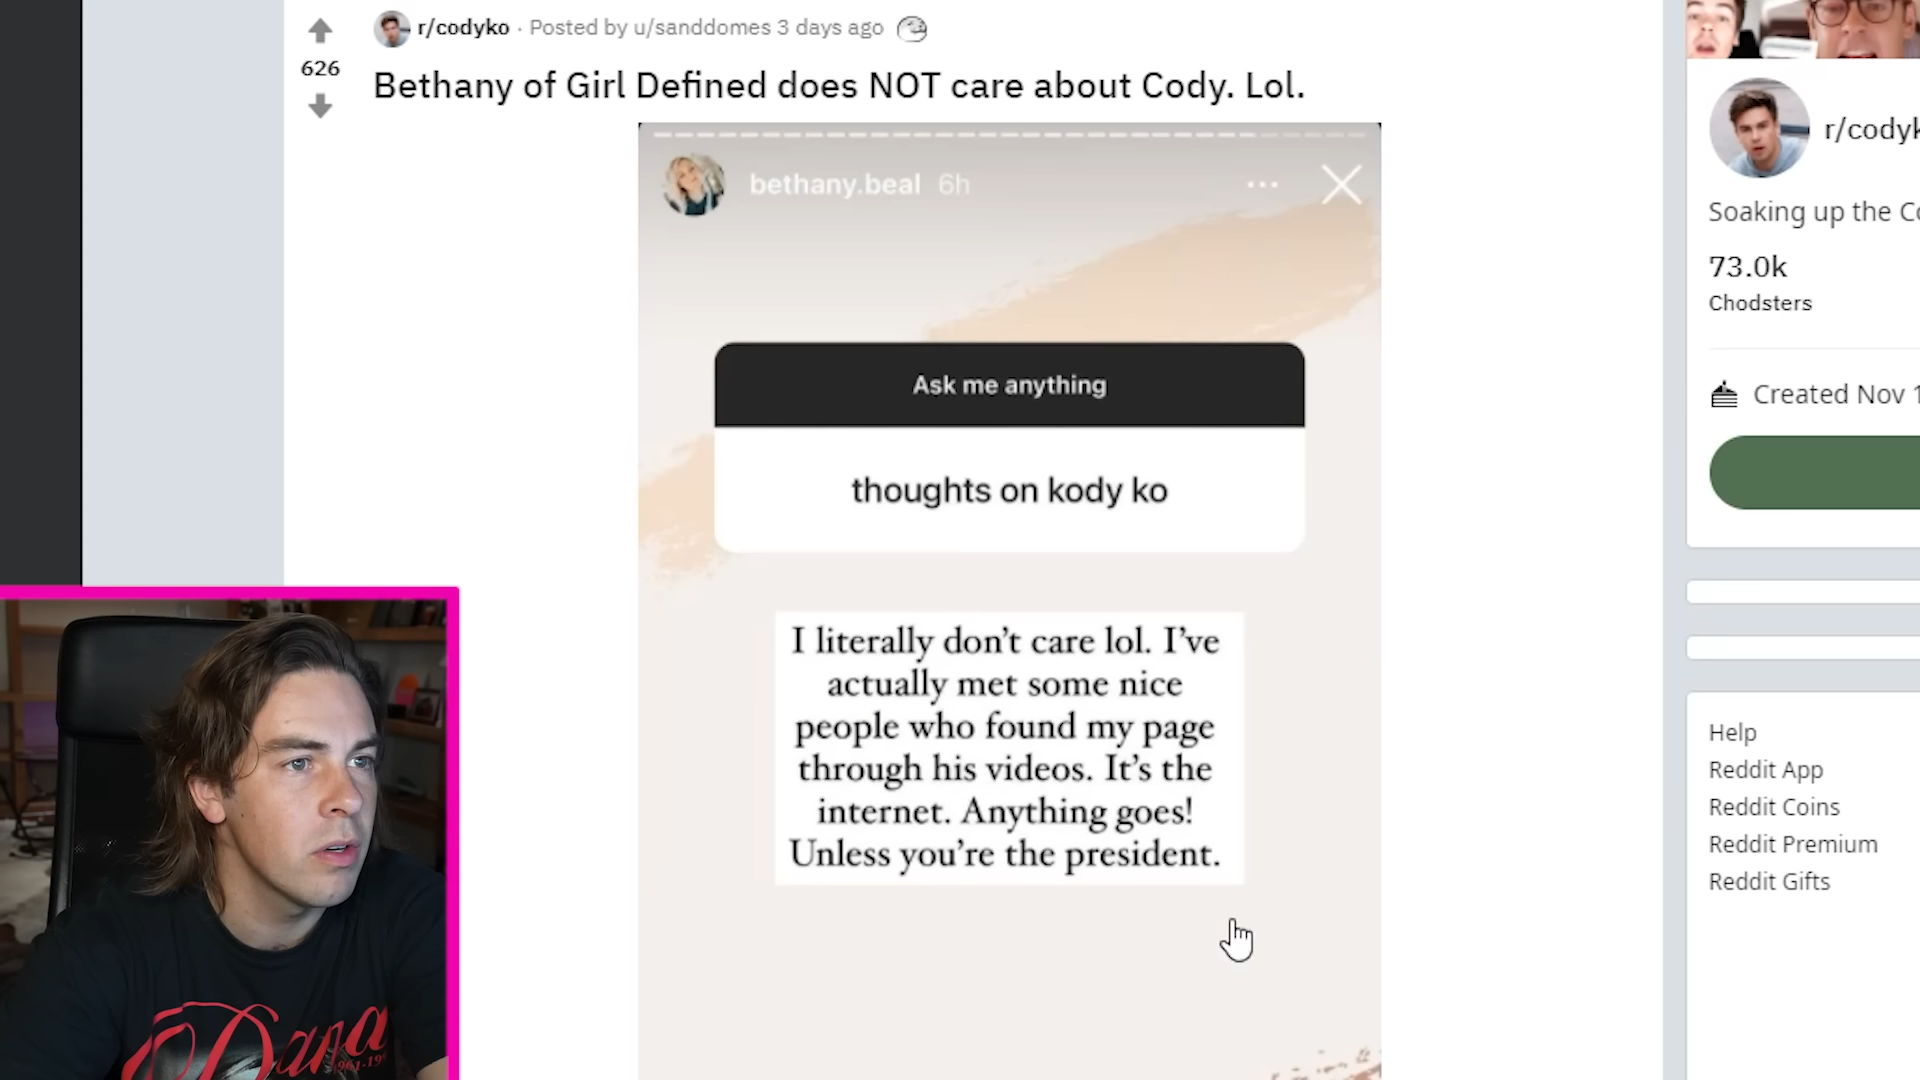 r/codyko · Posted by u/sanddomes 3 days ago
626
Bethany of Girl Defined does NOT care about Cody. Lol.
bethany.beal 6h
Ask me anything
thoughts on kody ko
I literally don't care lol. I've
actually met some nice
people who found my page
through his videos. It's the
internet. Anything goes!
Unless you're the president.
r/codyk
Soaking up the Co
73.0k
Chodsters
Created Nov 1
Help
Reddit App
Reddit Coins
Reddit Premium
Reddit Gifts
Dana